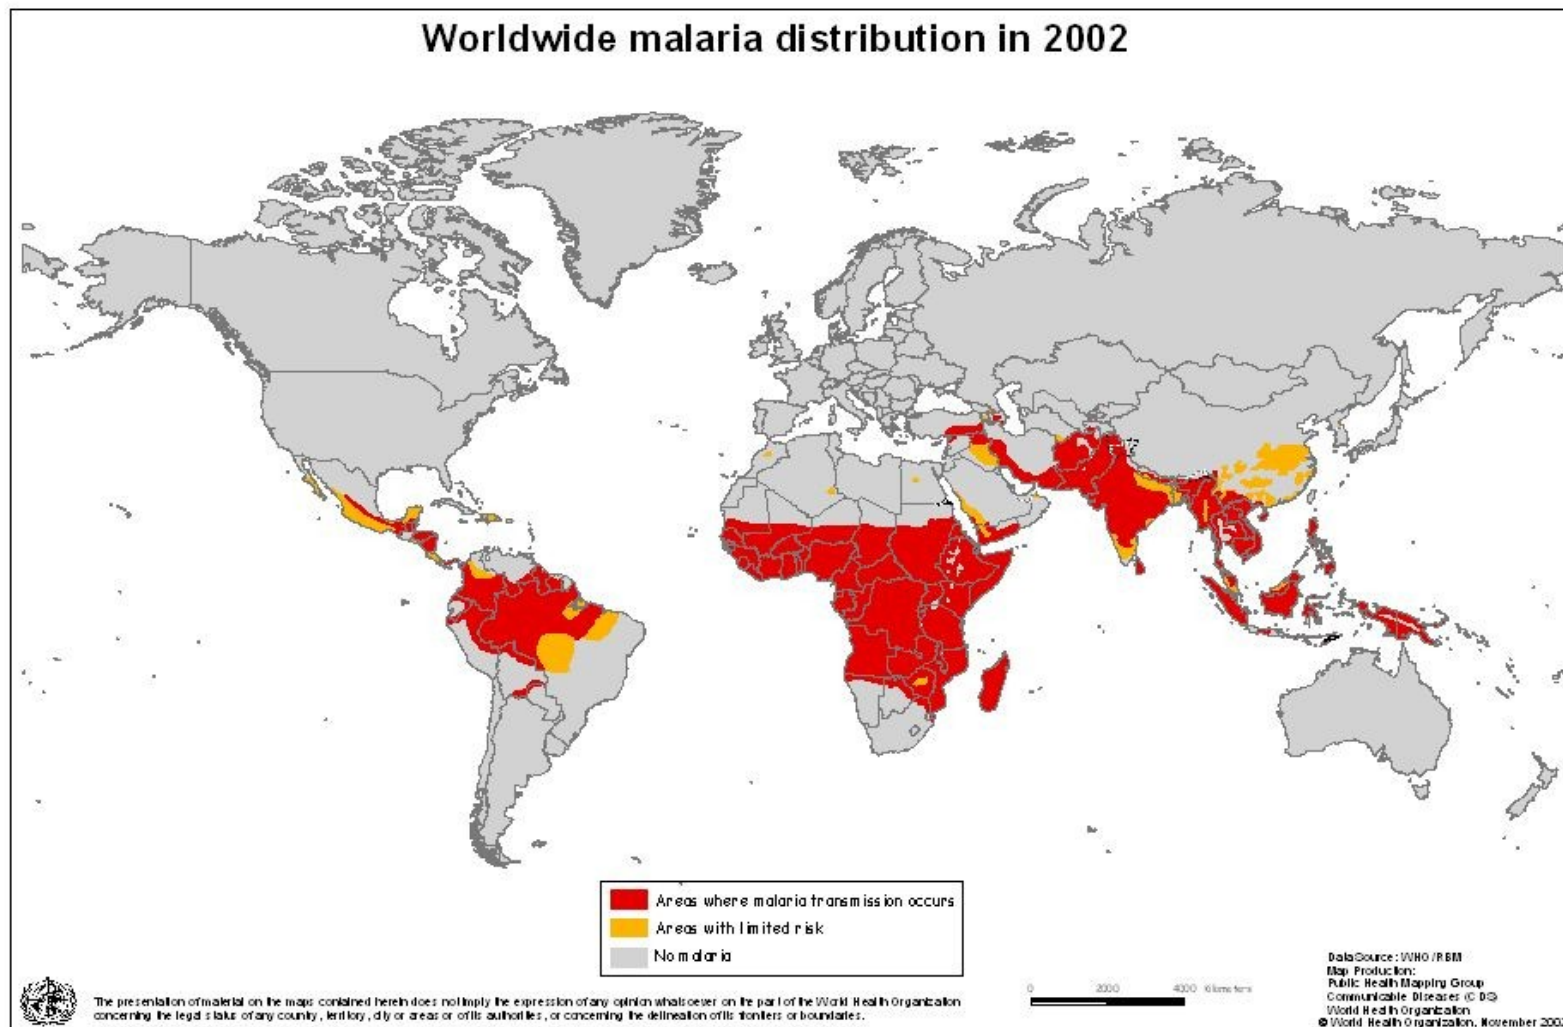 Worldwide malaria distribution in 2002
Areas where malaria transmission occurs
Areas with limited risk
No malaria
The presentation of material on the maps contained herein does not imply the expression of any opinion whatsoever on the part of the World Health Organization
concerning the legal status of any country, territory, city or areas or of its authorities, or concerning the delineation of its frontiers or boundaries.
0 2000 4000 Kilometers
Data Source: WHO / RBM
Map Production:
Public Health Mapping Group
Communicable Diseases (CDS)
World Health Organization
© World Health Organization, November 2002